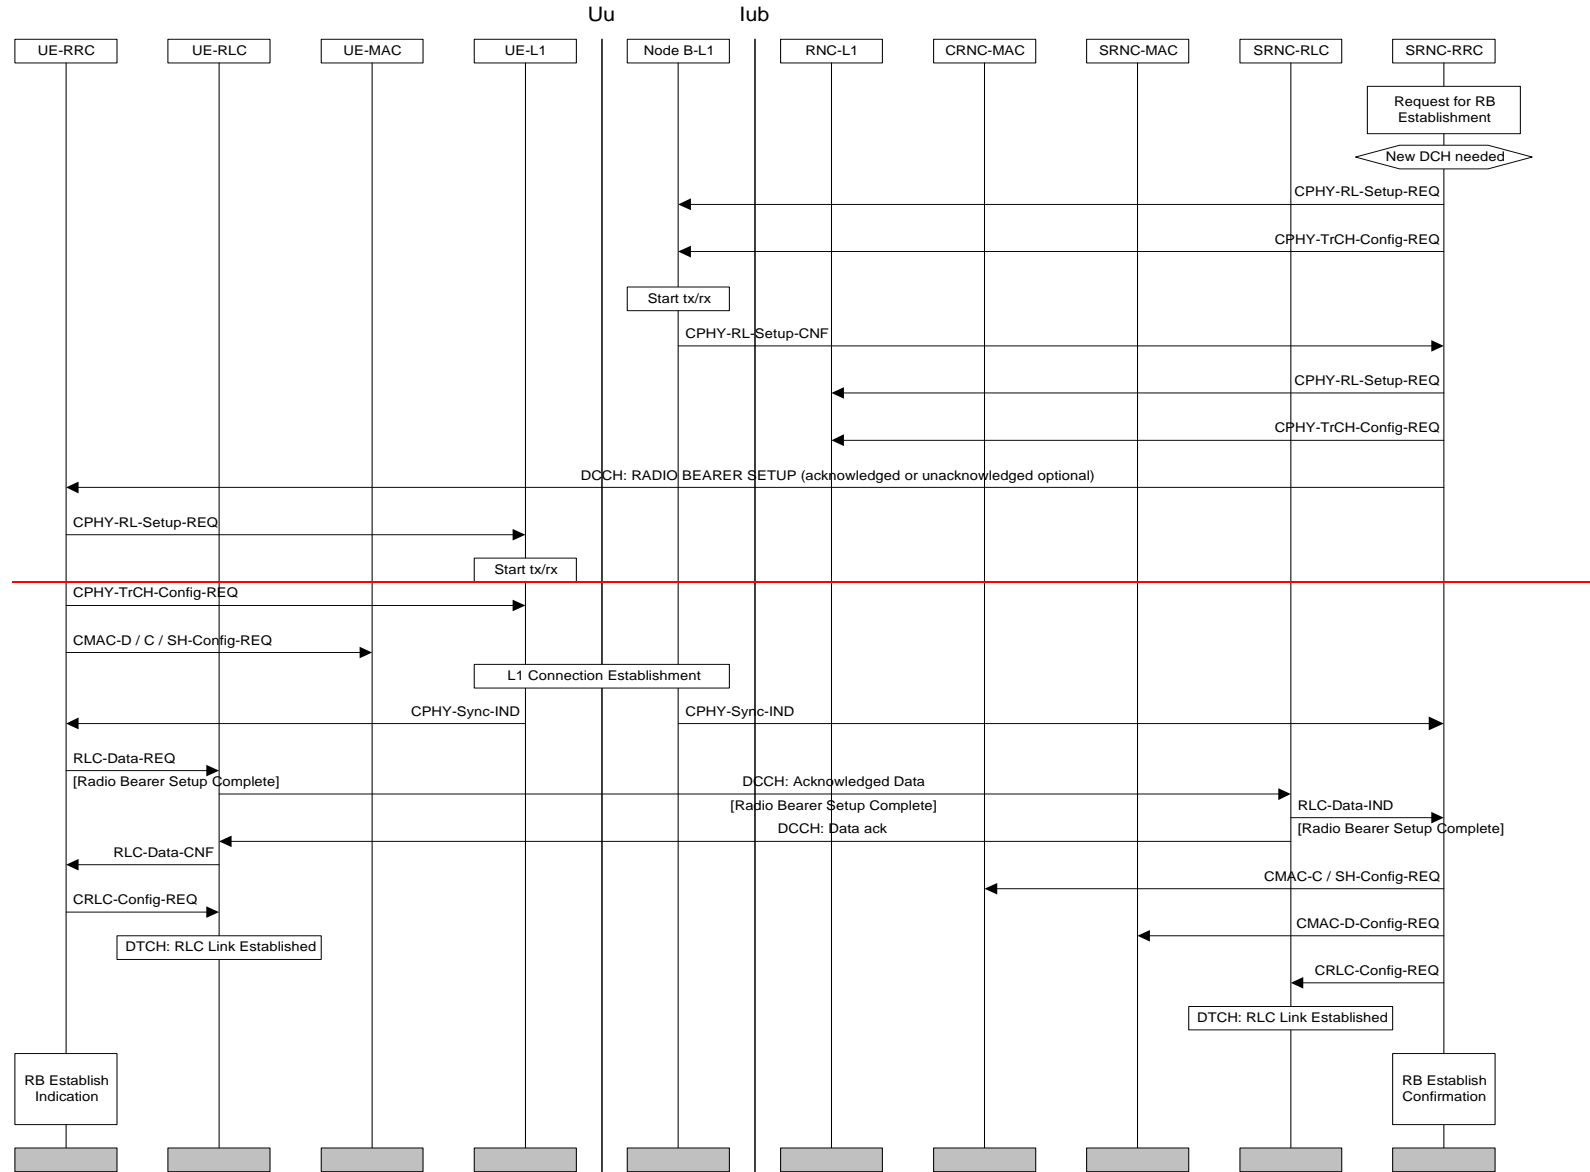 Uu
Iub
UE-RRC
UE-RLC
UE-MAC
UE-L1
Node B-L1
RNC-L1
CRNC-MAC
SRNC-MAC
SRNC-RLC
SRNC-RRC
Request for RB
Establishment
New DCH needed
CPHY-RL-Setup-REQ
CPHY-TrCH-Config-REQ
Start tx/rx
CPHY-RL-Setup-CNF
CPHY-RL-Setup-REQ
CPHY-TrCH-Config-REQ
DCCH: RADIO BEARER SETUP (acknowledged or unacknowledged optional)
CPHY-RL-Setup-REQ
Start tx/rx
CPHY-TrCH-Config-REQ
CMAC-D / C / SH-Config-REQ
L1 Connection Establishment
CPHY-Sync-IND
CPHY-Sync-IND
RLC-Data-REQ
[Radio Bearer Setup Complete]
DCCH: Acknowledged Data
[Radio Bearer Setup Complete]
RLC-Data-IND
[Radio Bearer Setup Complete]
DCCH: Data ack
RLC-Data-CNF
CMAC-C / SH-Config-REQ
CRLC-Config-REQ
CMAC-D-Config-REQ
DTCH: RLC Link Established
CRLC-Config-REQ
DTCH: RLC Link Established
RB Establish
Indication
RB Establish
Confirmation